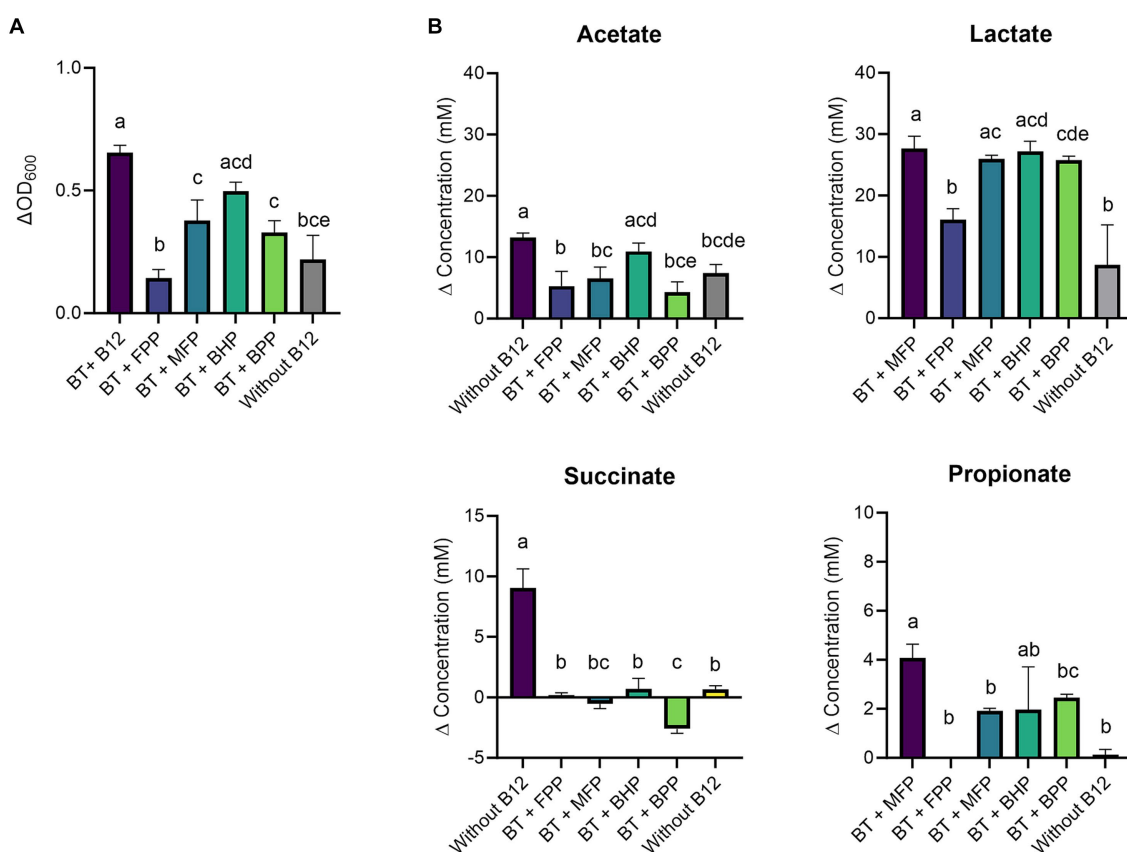 A
1.0
0.5
0.0
ΔOD600
a
b
c
acd
c
bce
BT+ B12
BT + FPP
BT + MFP
BT + BHP
BT + BPP
Without B12
B
Acetate
40
30
20
10
0
Δ Concentration (mM)
a
b
bc
acd
bce
bcde
Without B12
BT + FPP
BT + MFP
BT + BHP
BT + BPP
Without B12
Lactate
40
30
20
10
0
Δ Concentration (mM)
a
b
ac
acd
cde
b
BT + MFP
BT + FPP
BT + MFP
BT + BHP
BT + BPP
Without B12
Succinate
15
10
5
0
-5
Δ Concentration (mM)
a
b
bc
b
c
b
Without B12
BT + FPP
BT + MFP
BT + BHP
BT + BPP
Without B12
Propionate
10
8
6
4
2
0
Δ Concentration (mM)
a
b
b
ab
bc
b
BT + MFP
BT + FPP
BT + MFP
BT + BHP
BT + BPP
Without B12